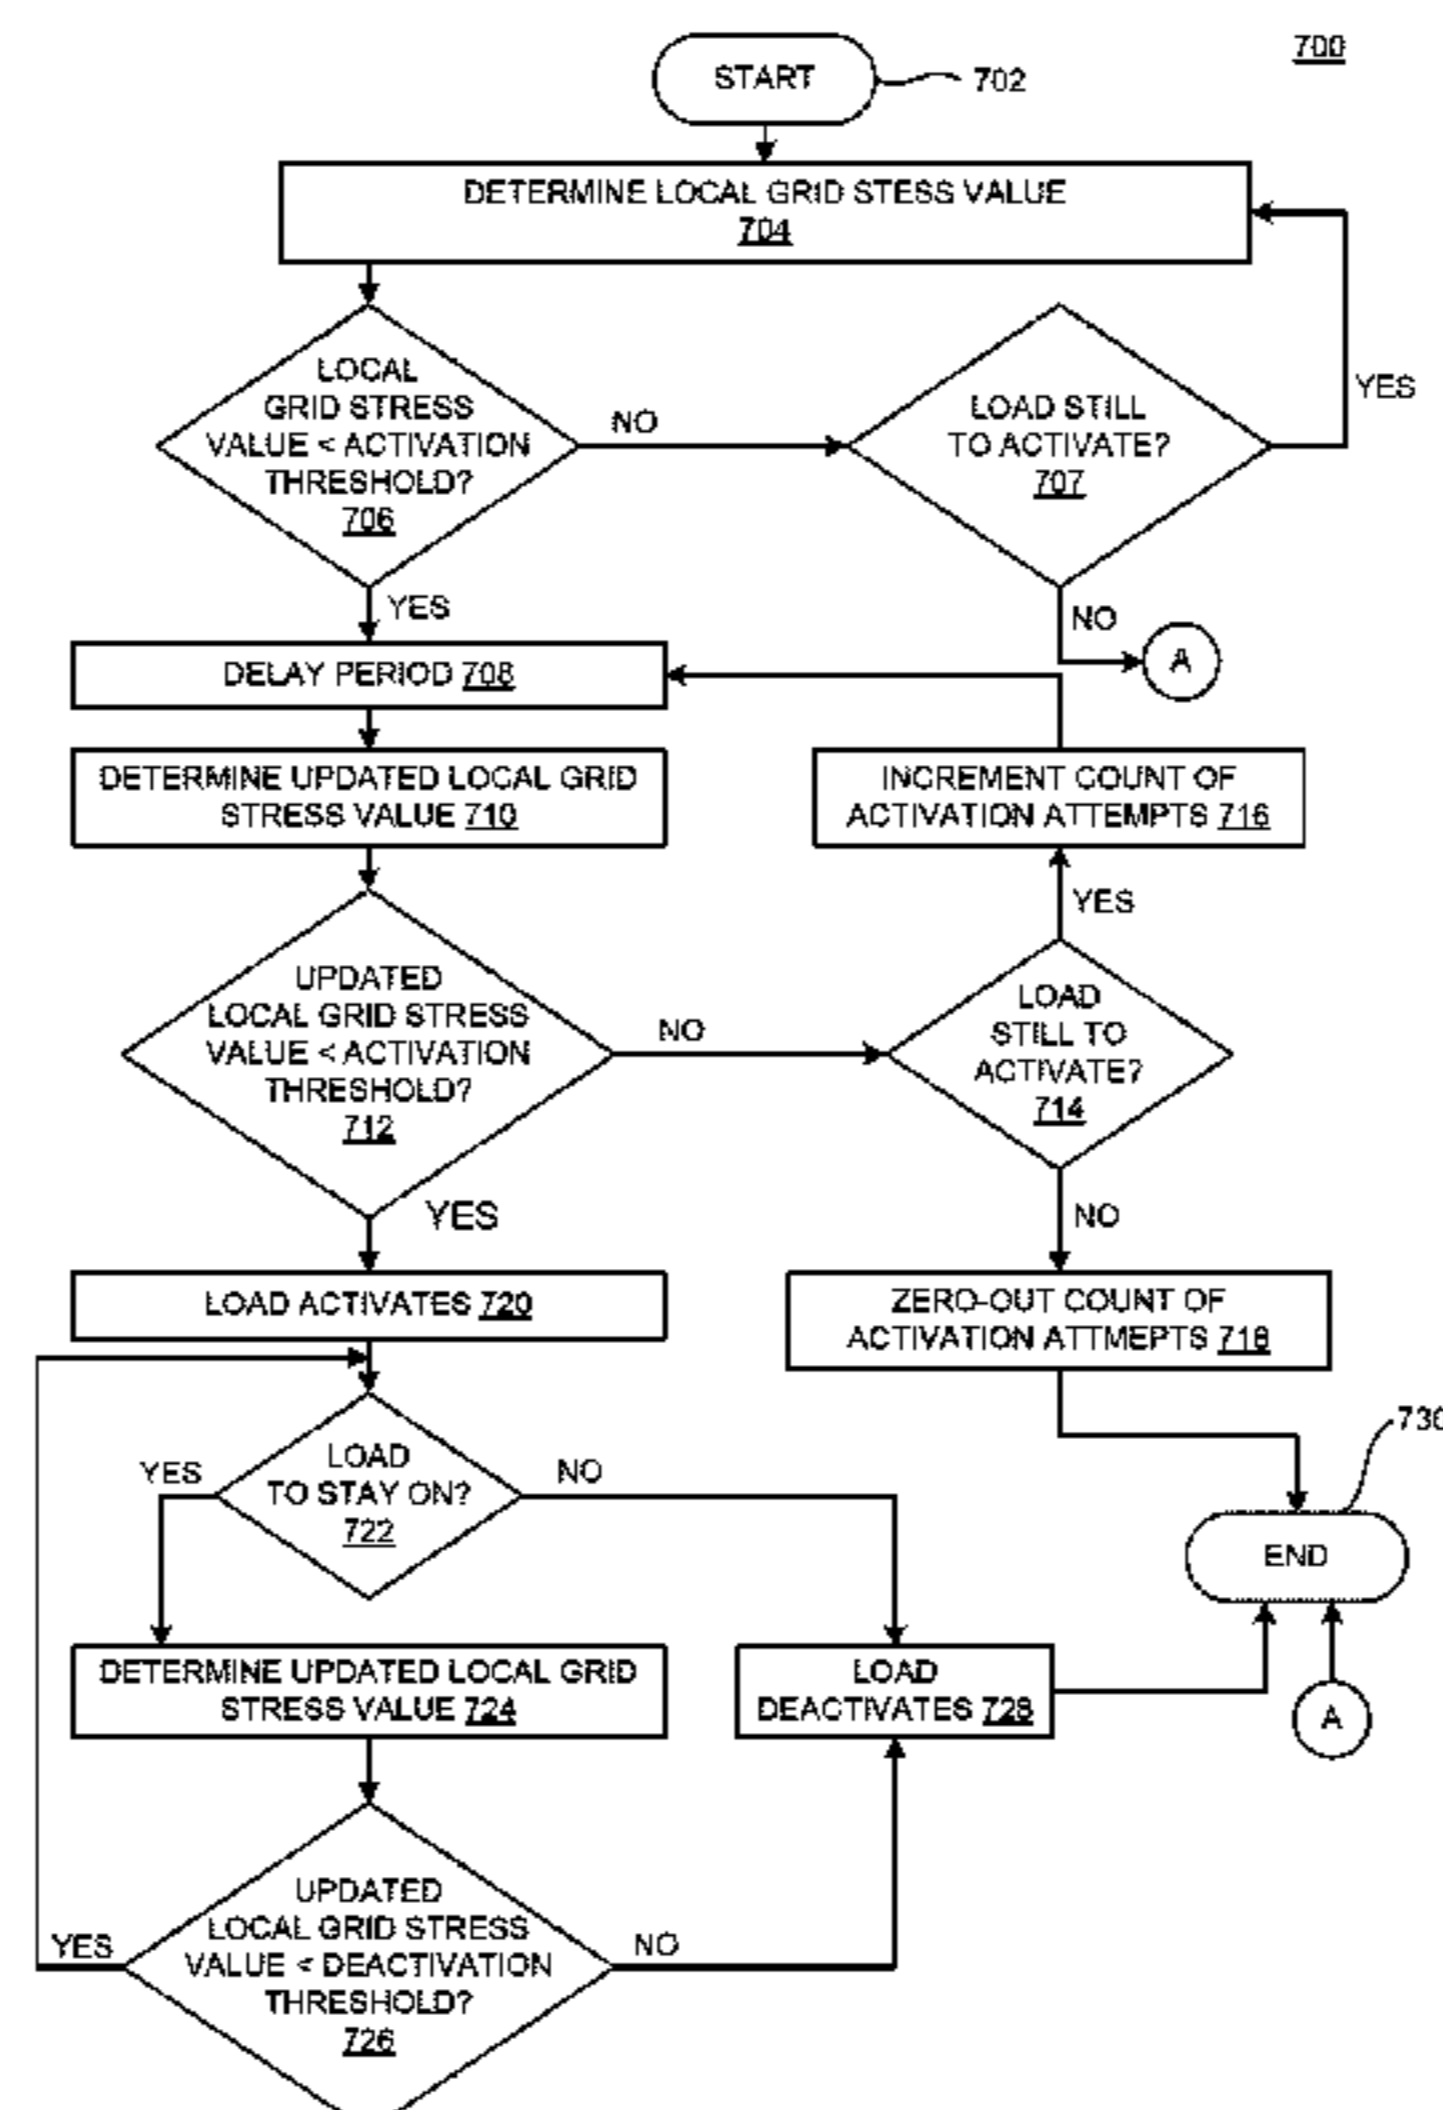 700
START
702
DETERMINE LOCAL GRID STESS VALUE
704
LOCAL
GRID STRESS
VALUE < ACTIVATION
THRESHOLD?
706
NO
LOAD STILL
TO ACTIVATE?
707
YES
YES
NO
A
DELAY PERIOD 708
DETERMINE UPDATED LOCAL GRID
STRESS VALUE 710
INCREMENT COUNT OF
ACTIVATION ATTEMPTS 716
YES
UPDATED
LOCAL GRID STRESS
VALUE < ACTIVATION
THRESHOLD?
712
NO
LOAD
STILL TO
ACTIVATE?
714
YES
NO
LOAD ACTIVATES 720
ZERO-OUT COUNT OF
ACTIVATION ATTMEPTS 718
730
LOAD
TO STAY ON?
722
YES
NO
END
DETERMINE UPDATED LOCAL GRID
STRESS VALUE 724
LOAD
DEACTIVATES 728
A
UPDATED
LOCAL GRID STRESS
VALUE < DEACTIVATION
THRESHOLD?
726
YES
NO